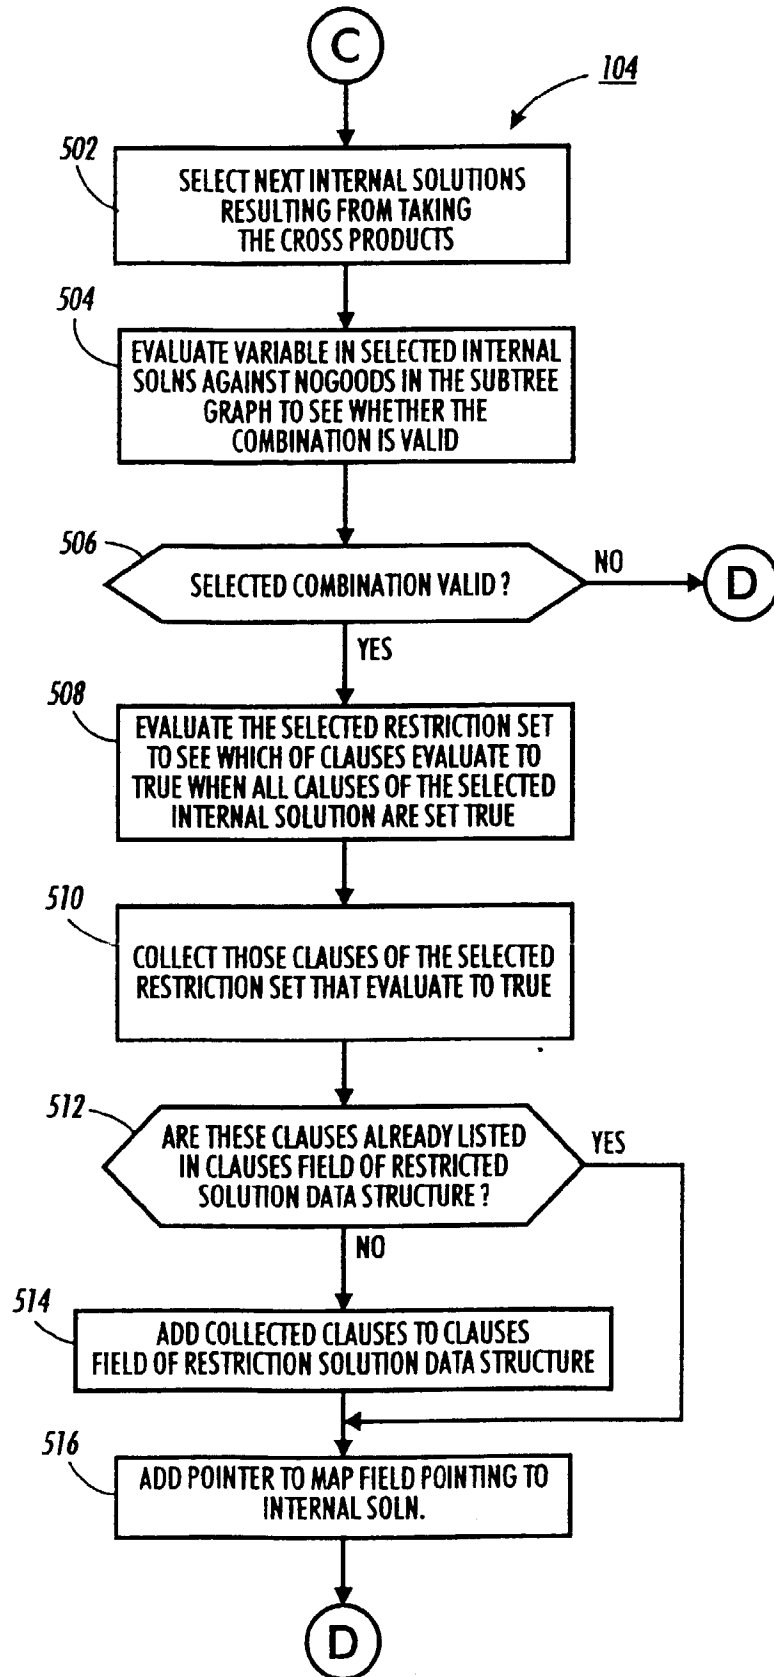 C
104
502
SELECT NEXT INTERNAL SOLUTIONS
RESULTING FROM TAKING
THE CROSS PRODUCTS
504
EVALUATE VARIABLE IN SELECTED INTERNAL
SOLNS AGAINST NOGOODS IN THE SUBTREE
GRAPH TO SEE WHETHER THE
COMBINATION IS VALID
506
SELECTED COMBINATION VALID ?
NO
D
YES
508
EVALUATE THE SELECTED RESTRICTION SET
TO SEE WHICH OF CLAUSES EVALUATE TO
TRUE WHEN ALL CALUSES OF THE SELECTED
INTERNAL SOLUTION ARE SET TRUE
510
COLLECT THOSE CLAUSES OF THE SELECTED
RESTRICTION SET THAT EVALUATE TO TRUE
512
ARE THESE CLAUSES ALREADY LISTED
IN CLAUSES FIELD OF RESTRICTED
SOLUTION DATA STRUCTURE ?
YES
NO
514
ADD COLLECTED CLAUSES TO CLAUSES
FIELD OF RESTRICTION SOLUTION DATA STRUCTURE
516
ADD POINTER TO MAP FIELD POINTING TO
INTERNAL SOLN.
D